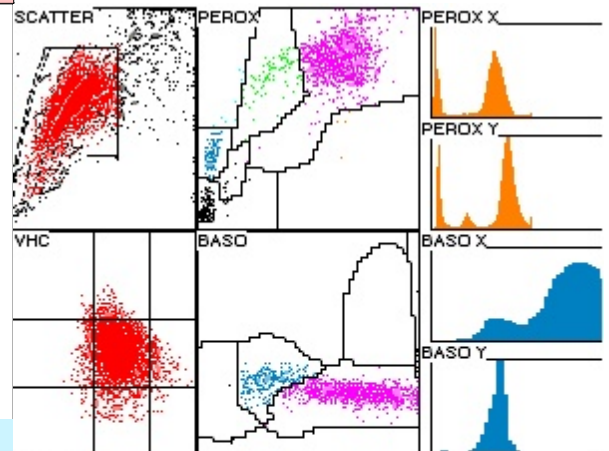 SCATTER
PEROX
PEROX X
PEROX Y
VHC
BASO
BASO X
BASO Y